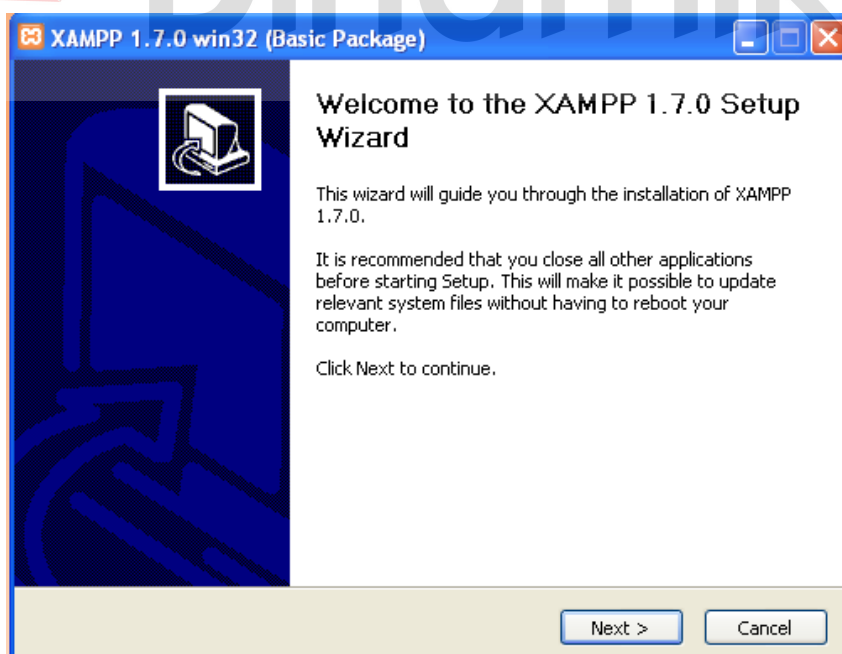 XAMPP 1.7.0 win32 (Basic Package)
Welcome to the XAMPP 1.7.0 Setup
Wizard
This wizard will guide you through the installation of XAMPP
1.7.0.
It is recommended that you close all other applications
before starting Setup. This will make it possible to update
relevant system files without having to reboot your
computer.
Click Next to continue.
Next >
Cancel